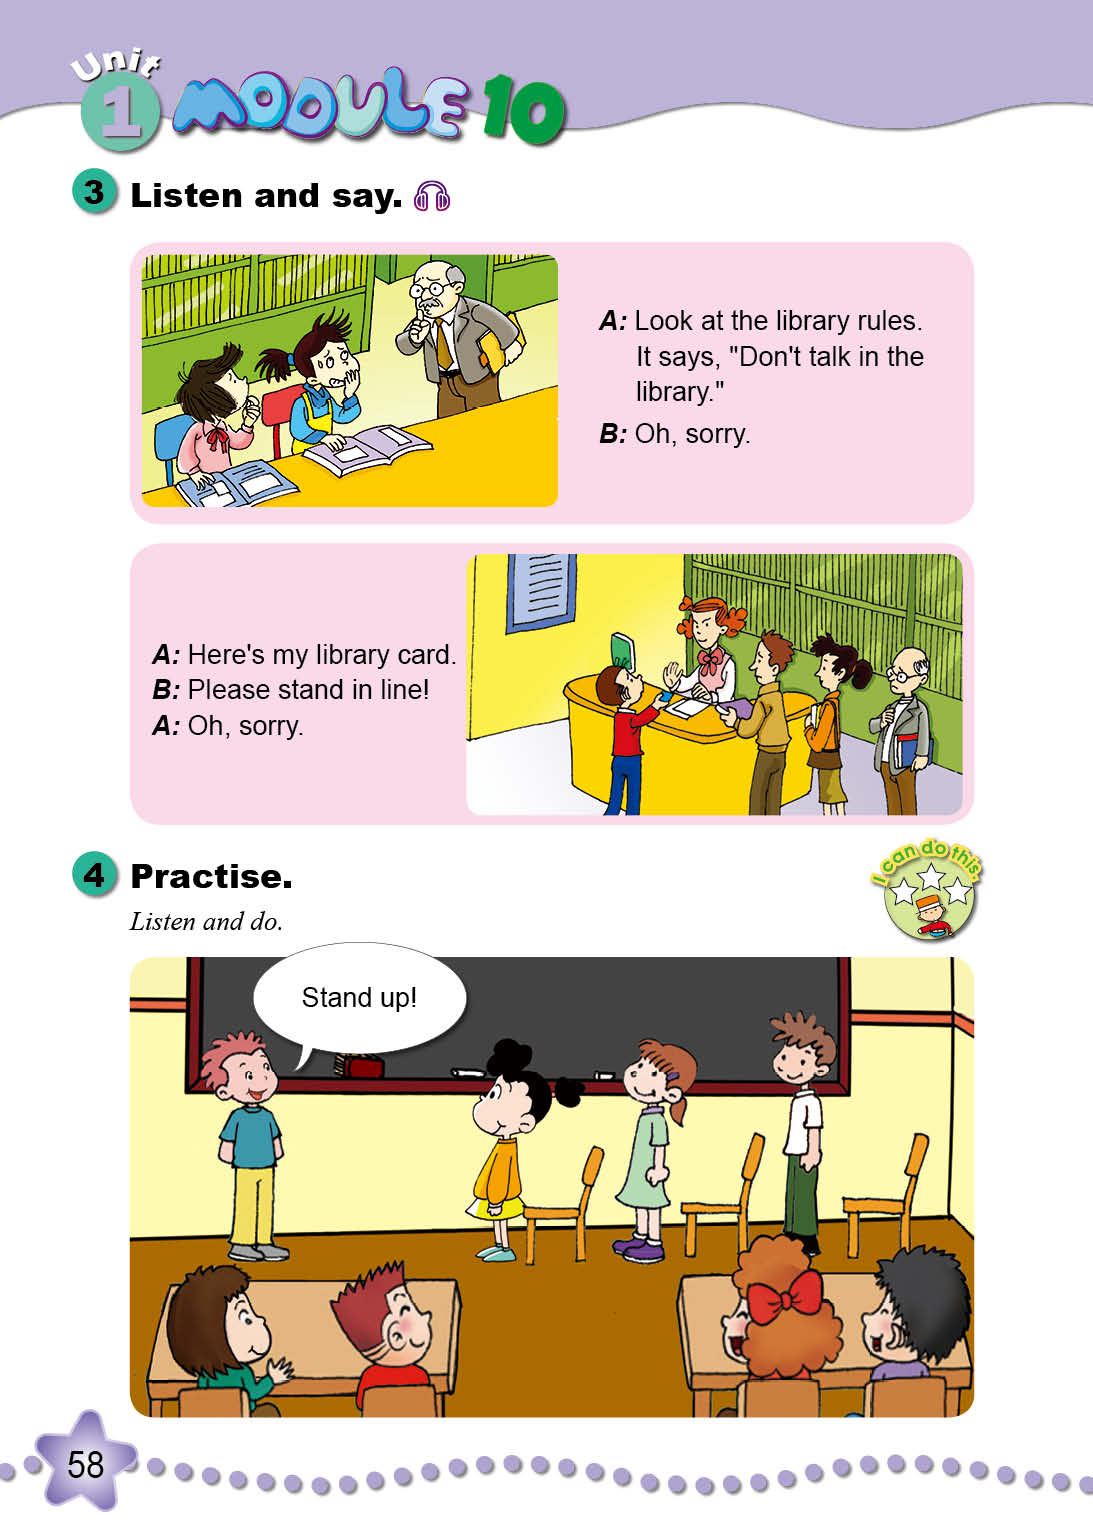 Unit
1 MODULE 10
3 Listen and say.
A: Look at the library rules.
It says, "Don't talk in the
library."
B: Oh, sorry.
A: Here's my library card.
B: Please stand in line!
A: Oh, sorry.
4 Practise.
I can do this.
Listen and do.
Stand up!
58